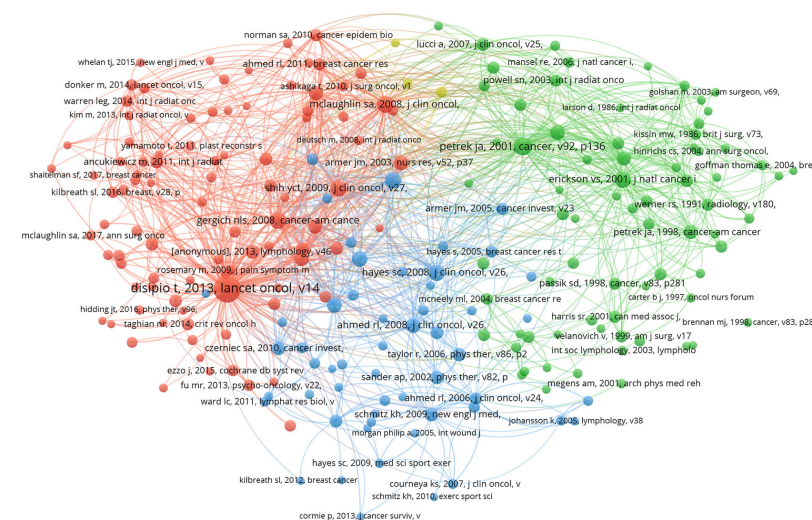 norman sa, 2010, cancer epidem bio
lucci a, 2007, j clin oncol, v25,
whelan tj, 2015, new engl j med, v
ahmed rl, 2011, breast cancer res
mansel re, 2006, j natl cancer i,
donker m, 2014, lancet oncol, v15,
ashikaga t, 2010, j surg oncol, v1
powell sn, 2003, int j radiat onco
golshan m, 2003, am surgeon, v69,
warren leg, 2014, int j radiat onc
mclaughlin sa, 2008, j clin oncol,
larson d, 1986, int j radiat oncol
kim m, 2013, int j radiat oncol, v
deutsch m, 2008, int j radiat onco
kissin mw, 1986, brit j surg, v73,
yamamoto t, 2011, plast reconstr s
petrek ja, 2001, cancer, v92, p136
hinrichs cs, 2004, ann surg oncol,
ancukiewicz m, 2011, int j radiat
armer jm, 2003, nurs res, v52, p37
goffman thomas e, 2004, bre
shaitelman sf, 2017, breast cancer
erickson vs, 2001, j natl cancer i
kilbreath sl, 2016, breast, v28, p
shih yct, 2009, j clin oncol, v27,
werner rs, 1991, radiology, v180,
armer jm, 2005, cancer invest, v23
gergich nls, 2008, cancer-am cance
petrek ja, 1998, cancer-am cancer
mclaughlin sa, 2017, ann surg onco
[anonymous], 2013, lymphology, v46
hayes s, 2005, breast cancer res t
rosemary m, 2009, j pain symptom m
hayes sc, 2008, j clin oncol, v26,
passik sd, 1998, cancer, v83, p281
disipio t, 2013, lancet oncol, v14
mcneely ml, 2004, breast cancer re
carter b j, 1997, oncol nurs forum
hidding jt, 2016, phys ther, v96,
harris sr, 2001, can med assoc j,
taghian nr, 2014, crit rev oncol h
ahmed rl, 2008, j clin oncol, v26,
brennan mj, 1998, cancer, v83, p28
velanovich v, 1999, am j surg, v17
czerniec sa, 2010, cancer invest,
taylor r, 2006, phys ther, v86, p2
int soc lymphology, 2003, lympholo
ezzo j, 2015, cochrane db syst rev
sander ap, 2002, phys ther, v82, p
fu mr, 2013, psycho-oncology, v22,
megens am, 2001, arch phys med reh
ward lc, 2011, lymphat res biol, v
ahmed rl, 2006, j clin oncol, v24,
schmitz kh, 2009, new engl j med,
johansson k, 2005, lymphology, v38
morgan philip a, 2005, int wound j
hayes sc, 2009, med sci sport exer
kilbreath sl, 2012, breast cancer
courneya ks, 2007, j clin oncol, v
schmitz kh, 2010, exerc sport sci
cormie p, 2013, j cancer surviv, v